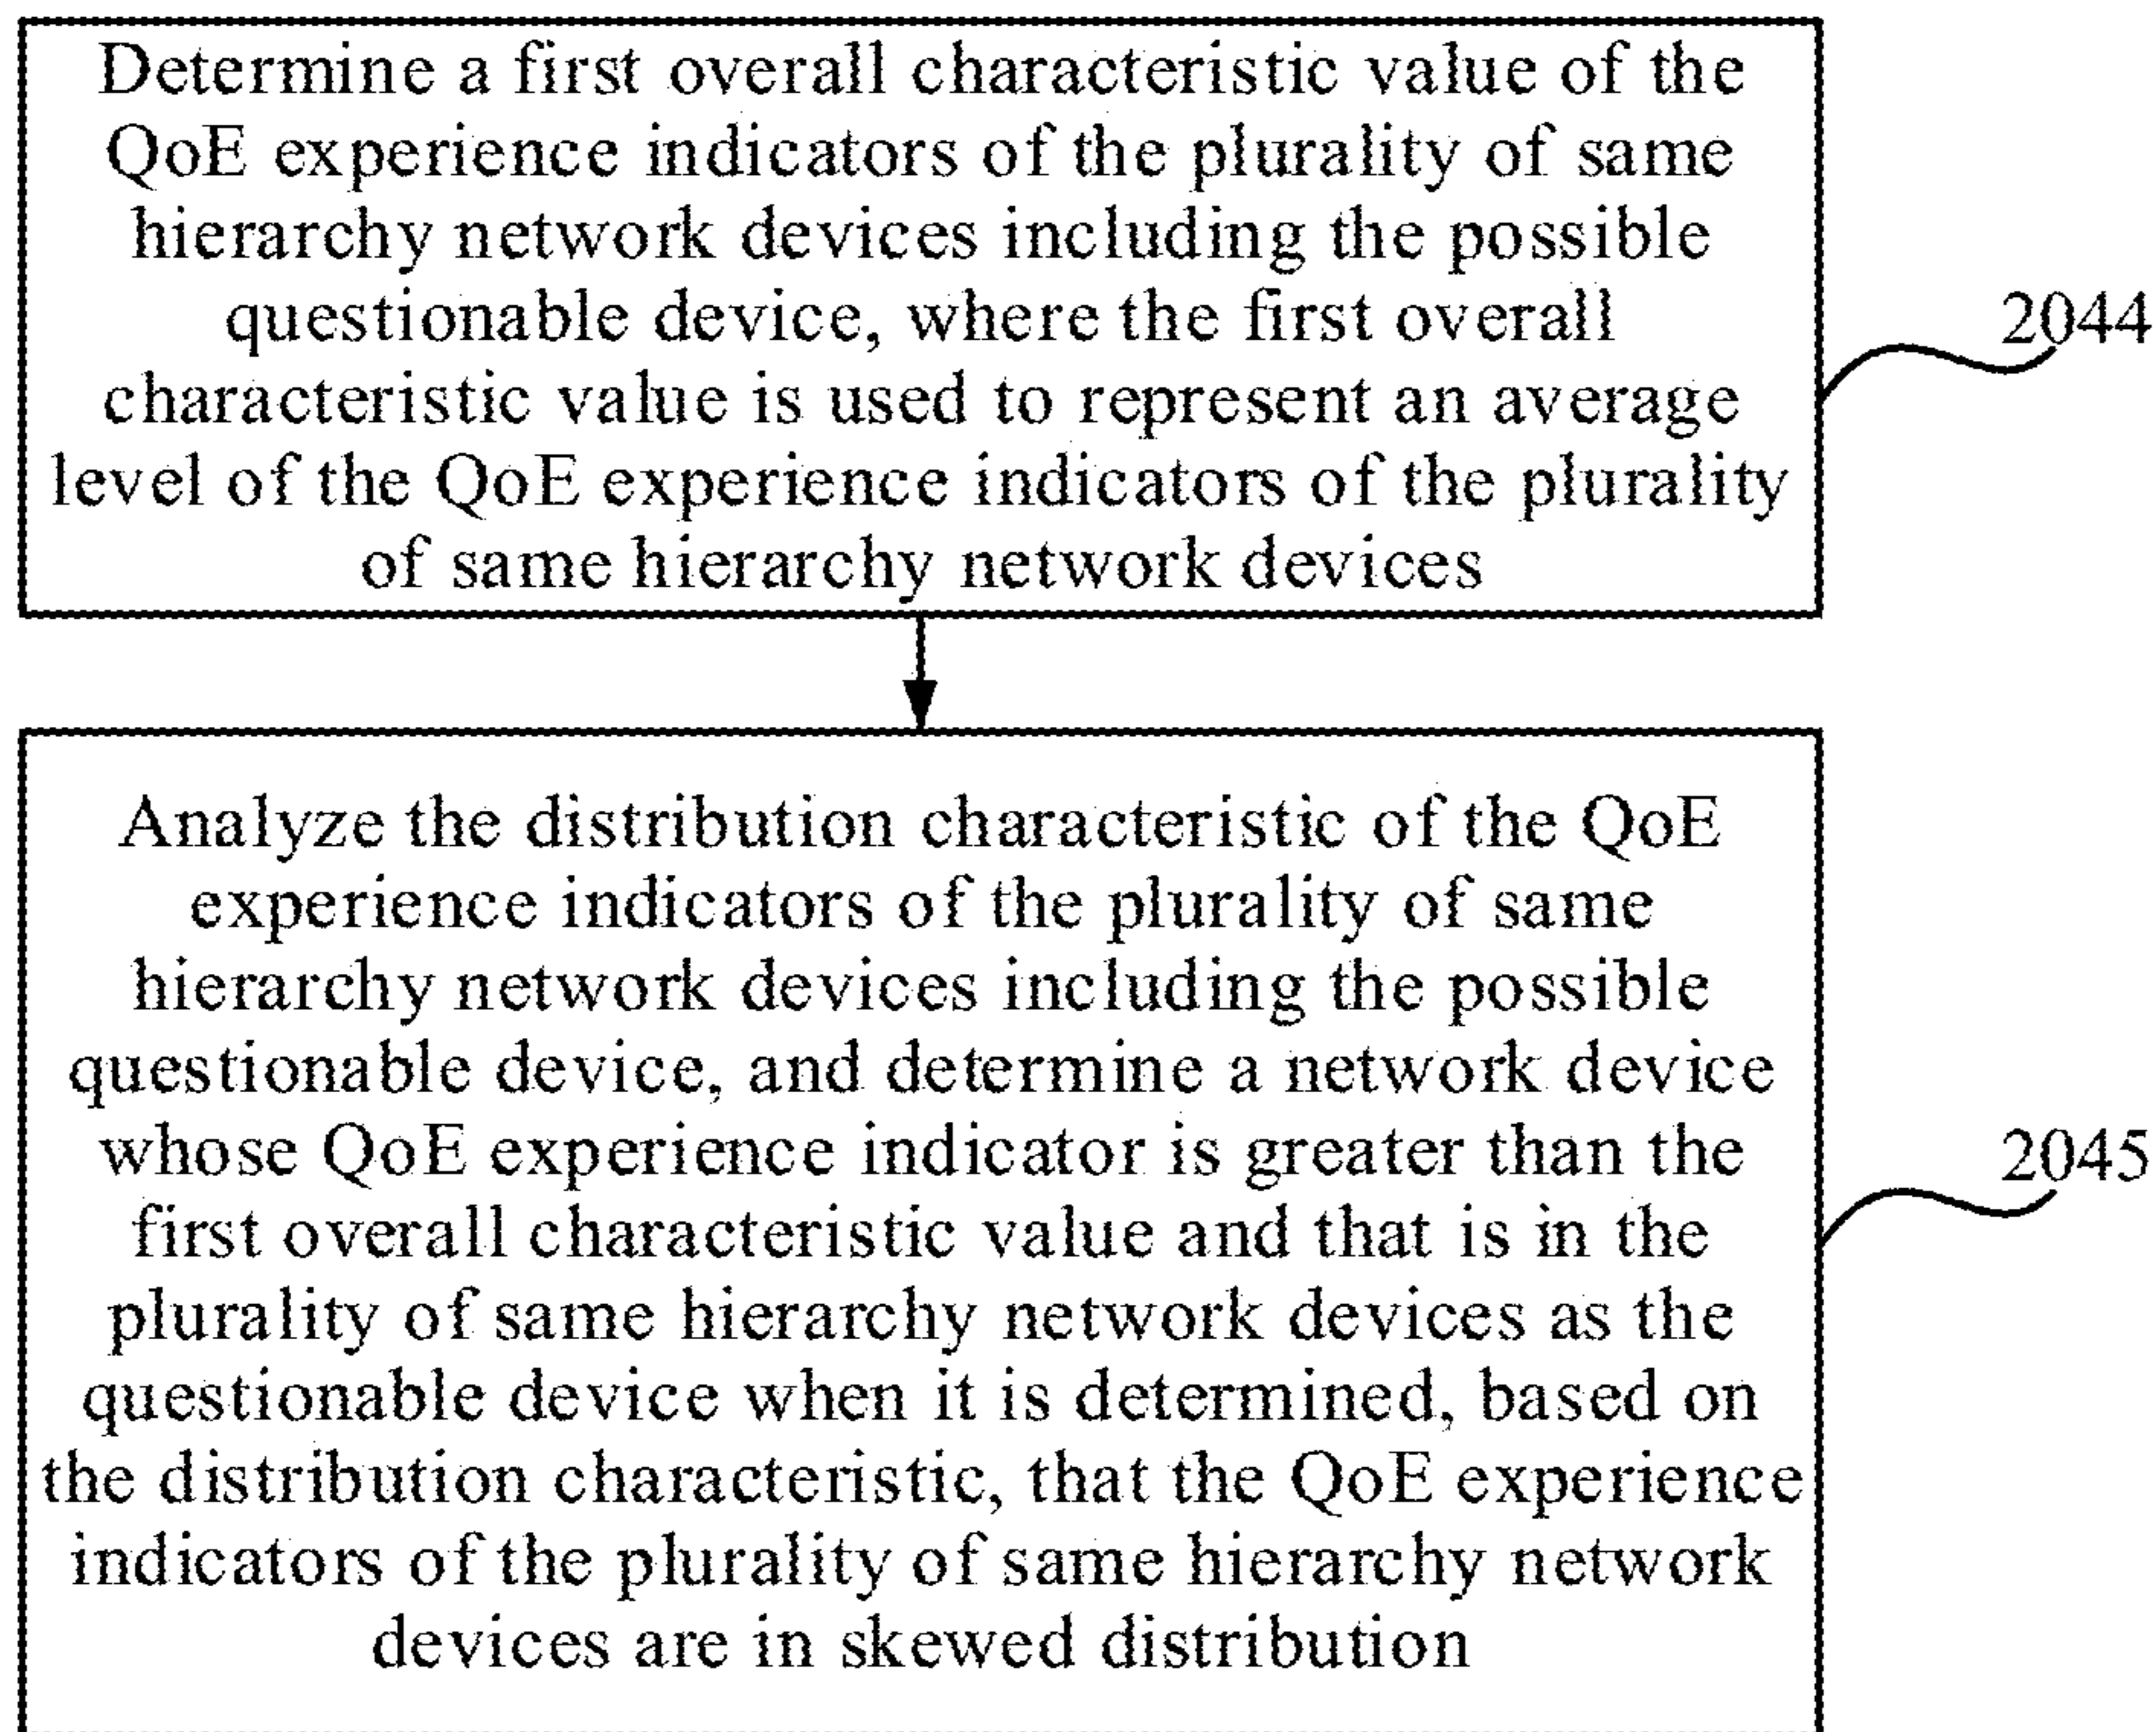 Determine a first overall characteristic value of the
QoE experience indicators of the plurality of same
hierarchy network devices including the possible
questionable device, where the first overall
characteristic value is used to represent an average
level of the QoE experience indicators of the plurality
of same hierarchy network devices
2044
Analyze the distribution characteristic of the QoE
experience indicators of the plurality of same
hierarchy network devices including the possible
questionable device, and determine a network device
whose QoE experience indicator is greater than the
first overall characteristic value and that is in the
plurality of same hierarchy network devices as the
questionable device when it is determined, based on
the distribution characteristic, that the QoE experience
indicators of the plurality of same hierarchy network
devices are in skewed distribution
2045